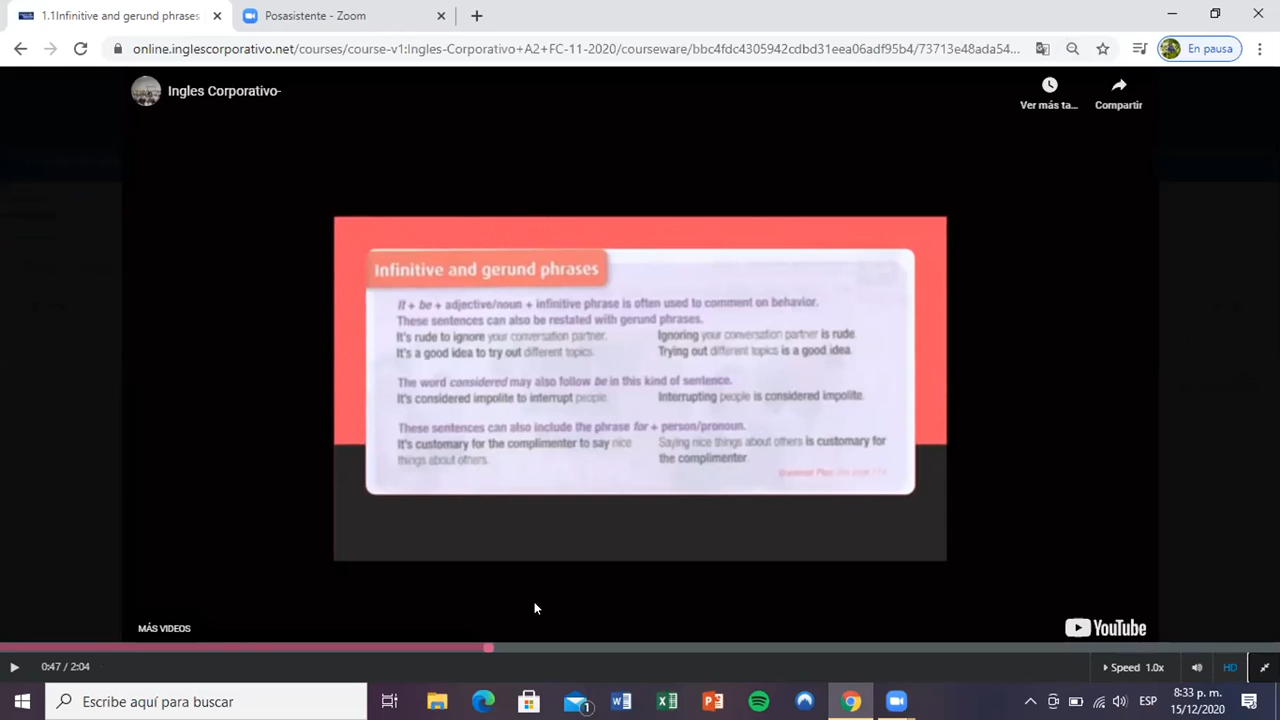 1.1Infinitive and gerund phrases
Posasistente - Zoom
online.inglescorporativo.net/courses/course-v1:Ingles-Corporativo+A2+FC-11-2020/courseware/bbc4fdc4305942cdbd31eea06adf95b4/73713e48ada54...
En pausa
Ingles Corporativo-
Ver más ta...
Compartir
Infinitive and gerund phrases
It + be + adjective/noun + infinitive phrase is often used to comment on behavior.
These sentences can also be restated with gerund phrases.
It's rude to ignore your conversation partner. Ignoring your conversation partner is rude.
It's a good idea to try out different topics. Trying out different topics is a good idea.
The word considered may also follow be in this kind of sentence.
It's considered impolite to interrupt people. Interrupting people is considered impolite.
These sentences can also include the phrase for + person/pronoun.
It's customary for the complimenter to say nice Saying nice things about others is customary for
things about others. the complimenter.
Grammar Plus
MÁS VIDEOS
YouTube
0:47 / 2:04
Speed 1.0x
HD
Escribe aquí para buscar
1
ESP
8:33 p. m.
15/12/2020